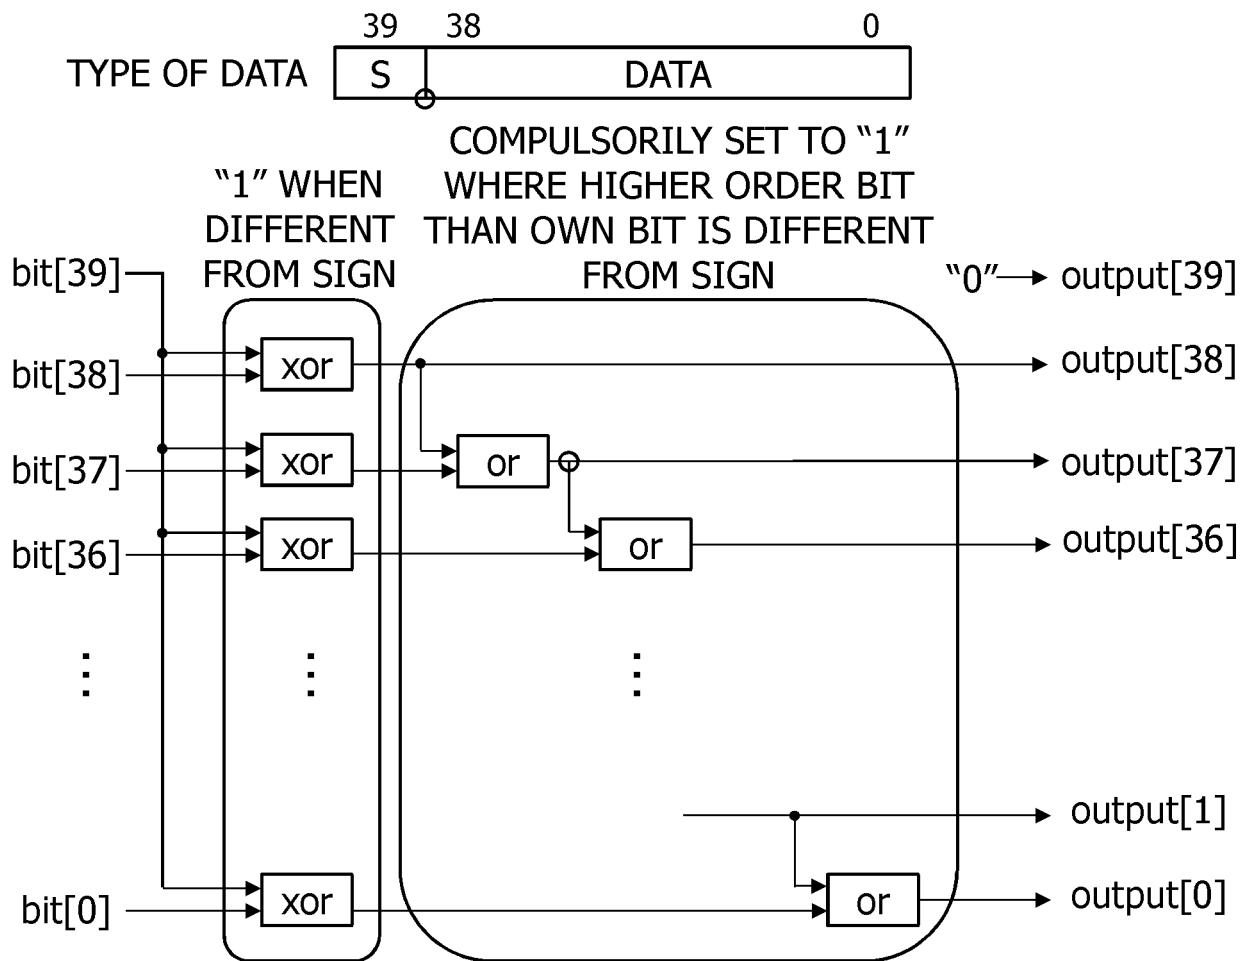 39 38 0
TYPE OF DATA S DATA
COMPULSORILY SET TO “1”
WHERE HIGHER ORDER BIT
THAN OWN BIT IS DIFFERENT
FROM SIGN
“1” WHEN
DIFFERENT
FROM SIGN
bit[39] “0” output[39]
bit[38] xor output[38]
bit[37] xor or output[37]
bit[36] xor or output[36]
output[1]
bit[0] xor or output[0]